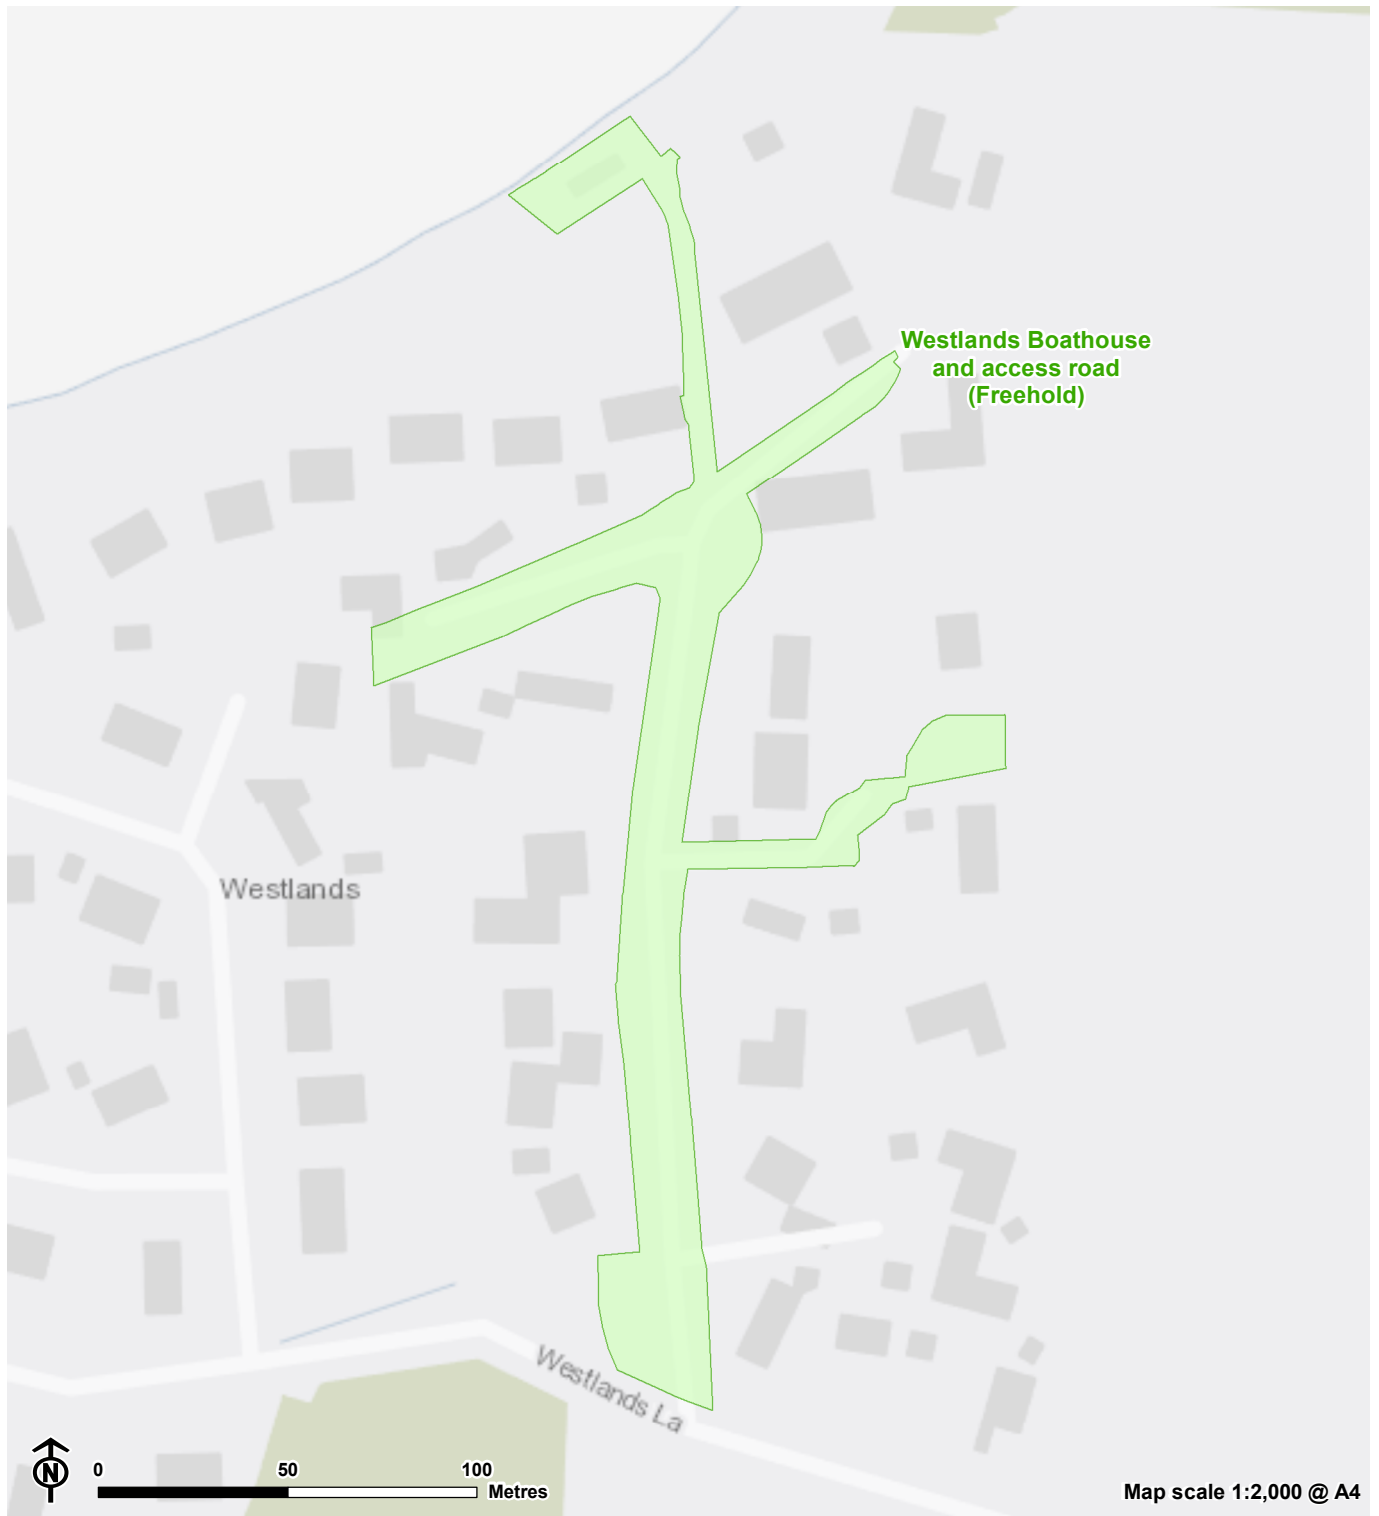 Westlands Boathouse
and access road
(Freehold)
Westlands
Westlands La
N
0 50 100
Metres
Map scale 1:2,000 @ A4